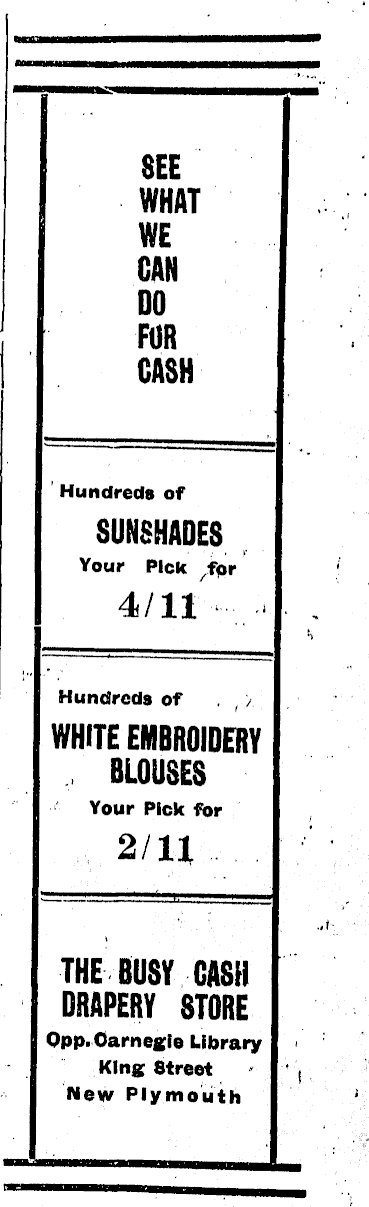 SEE
WHAT
WE
CAN
DO
FOR
CASH
Hundreds of
SUNSHADES
Your Pick for
4/11
Hundreds of
WHITE EMBROIDERY
BLOUSES
Your Pick for
2/11
THE BUSY CASH
DRAPERY STORE
Opp. Carnegie Library
King Street
New Plymouth